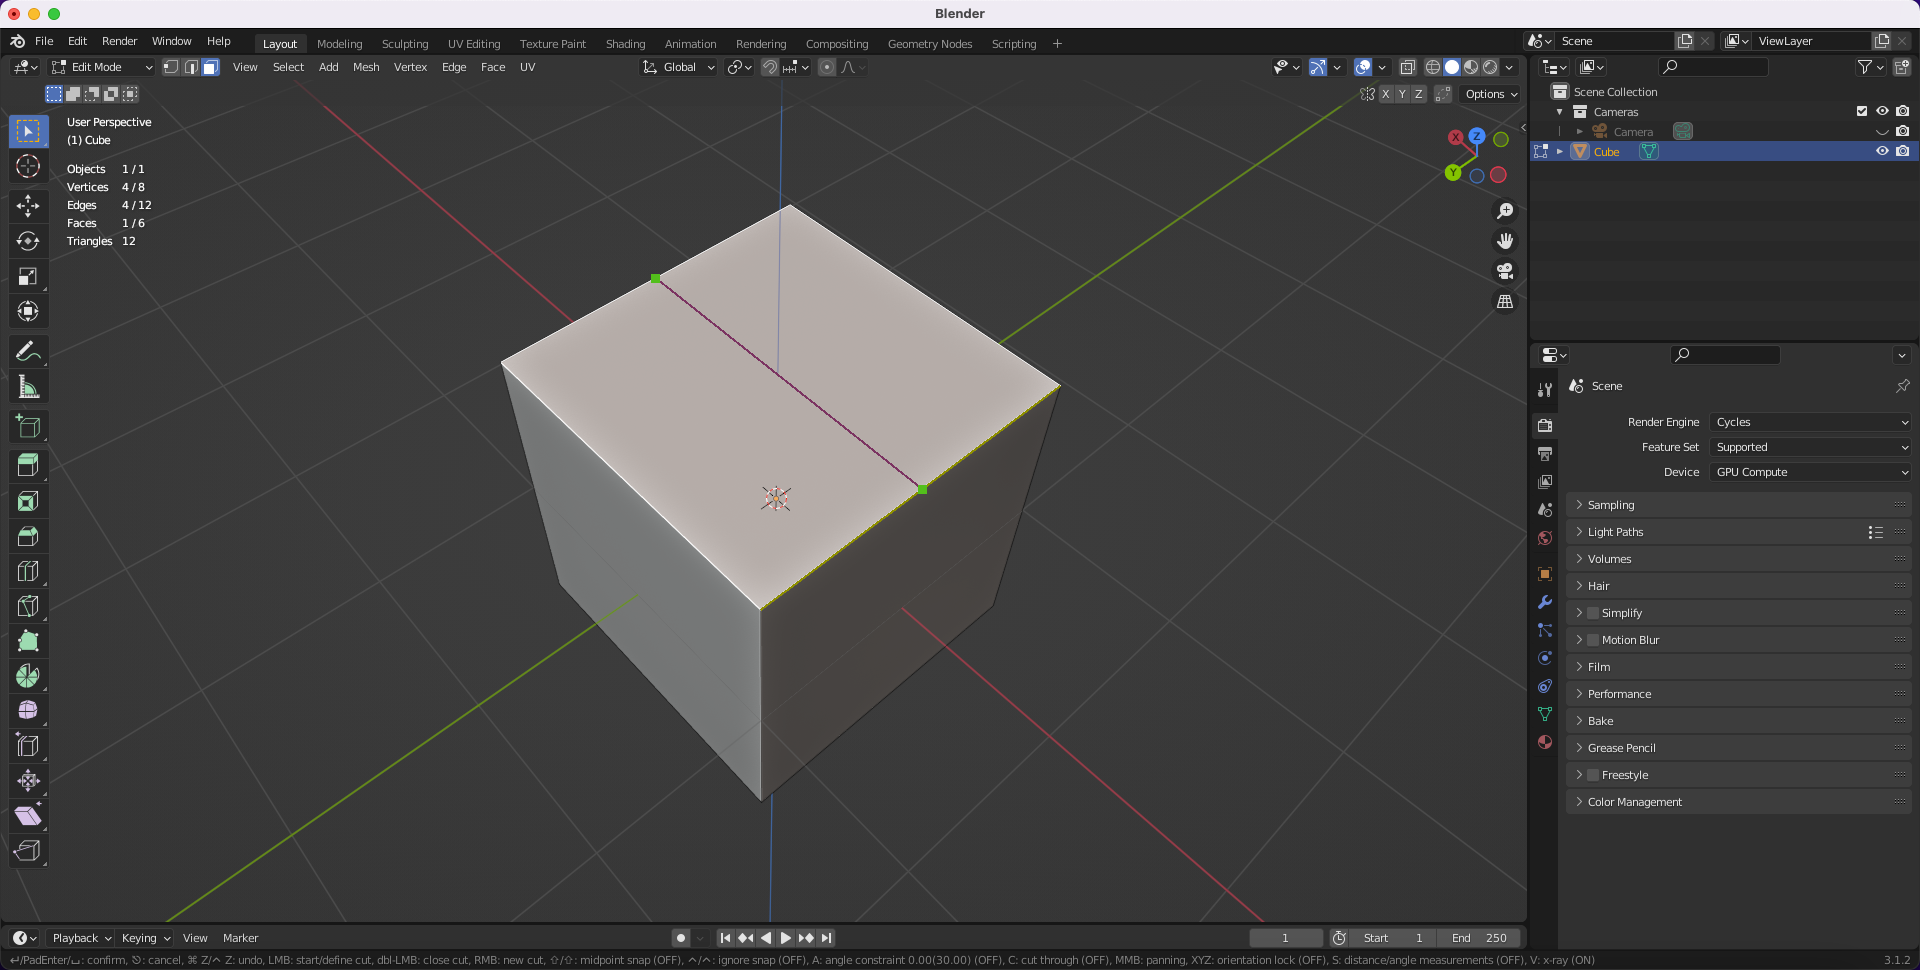 Blender
File Edit Render Window Help Layout Modeling Sculpting UV Editing Texture Paint Shading Animation Rendering Compositing Geometry Nodes Scripting + Scene ViewLayer
Edit Mode View Select Add Mesh Vertex Edge Face UV Global
X Y Z Options
User Perspective
(1) Cube
Objects 1 / 1
Vertices 4 / 8
Edges 4 / 12
Faces 1 / 6
Triangles 12
X Z
Y
Scene Collection
Cameras
Camera
Cube
Scene
Render Engine Cycles
Feature Set Supported
Device GPU Compute
Sampling
Light Paths
Volumes
Hair
Simplify
Motion Blur
Film
Performance
Bake
Grease Pencil
Freestyle
Color Management
Playback Keying View Marker 1 Start 1 End 250
↵/PadEnter/␣: confirm, ⎋: cancel, ⌘ Z/⌃ Z: undo, LMB: start/define cut, dbl-LMB: close cut, RMB: new cut, ⇧/⇧: midpoint snap (OFF), ⌃/⌃: ignore snap (OFF), A: angle constraint 0.00(30.00) (OFF), C: cut through (OFF), MMB: panning, XYZ: orientation lock (OFF), S: distance/angle measurements (OFF), V: x-ray (ON) 3.1.2